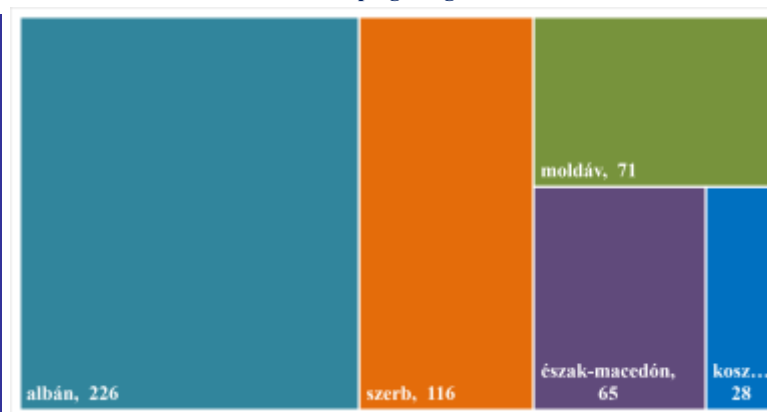 albán, 226
szerb, 116
moldáv, 71
észak-macedón,
65
kosz...
28